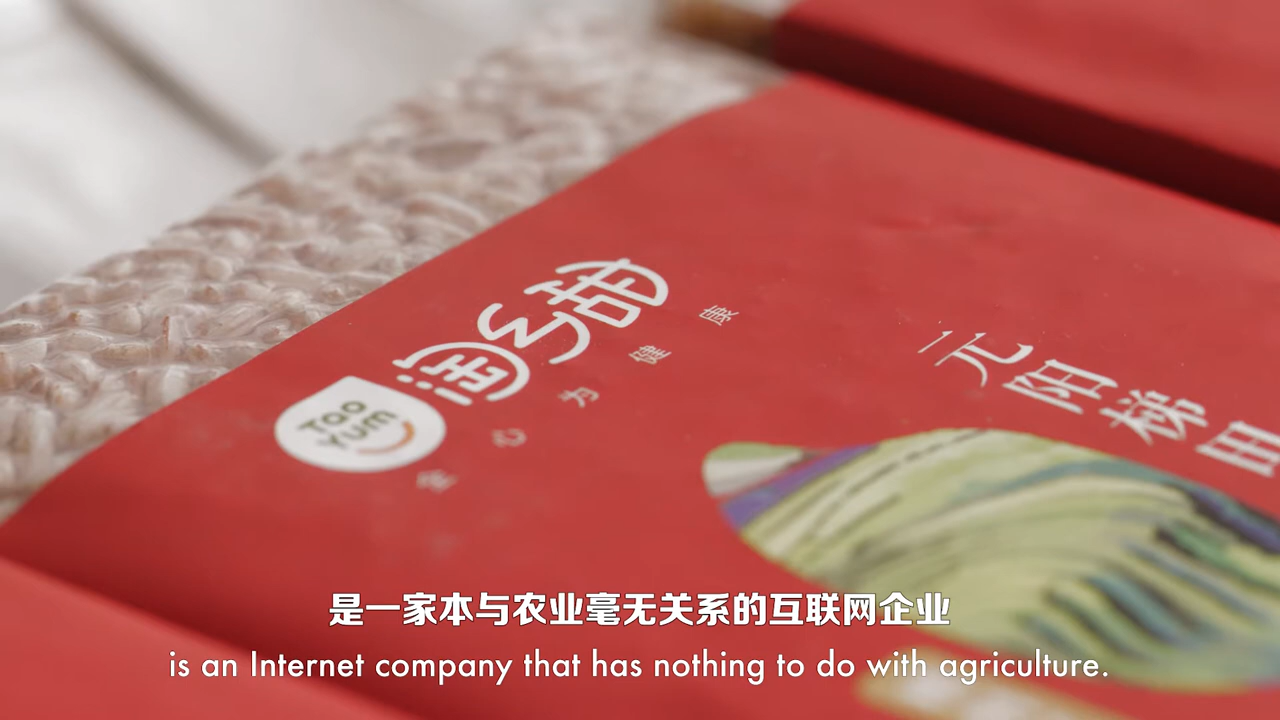 Tao
Yum
淘乡甜
心为健康
元阳梯田
是一家本与农业毫无关系的互联网企业
is an Internet company that has nothing to do with agriculture.